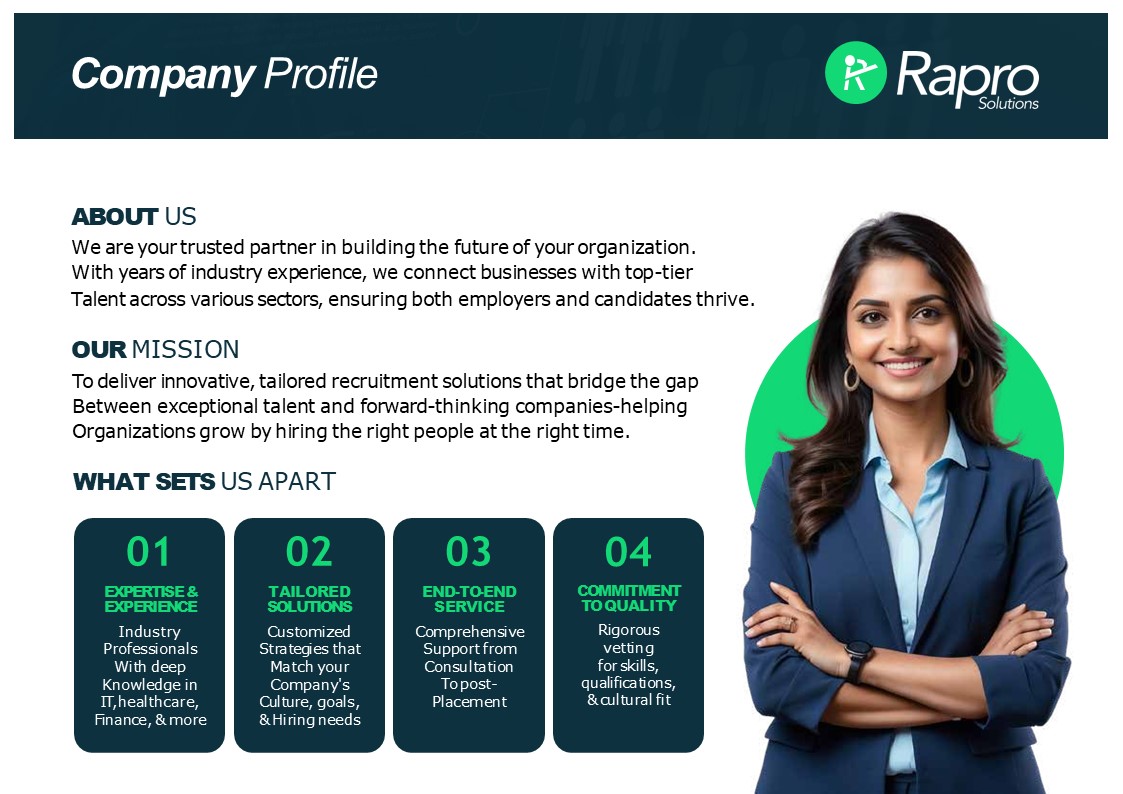 Company Profile
Rapro
Solutions
ABOUT US
We are your trusted partner in building the future of your organization.
With years of industry experience, we connect businesses with top-tier
Talent across various sectors, ensuring both employers and candidates thrive.
OUR MISSION
To deliver innovative, tailored recruitment solutions that bridge the gap
Between exceptional talent and forward-thinking companies-helping
Organizations grow by hiring the right people at the right time.
WHAT SETS US APART
01
EXPERTISE &
EXPERIENCE
Industry
Professionals
With deep
Knowledge in
IT,healthcare,
Finance, & more
02
TAILORED
SOLUTIONS
Customized
Strategies that
Match your
Company's
Culture, goals,
& Hiring needs
03
END-TO-END
SERVICE
Comprehensive
Support from
Consultation
To post-
Placement
04
COMMITMENT
TO QUALITY
Rigorous
vetting
for skills,
qualifications,
& cultural fit